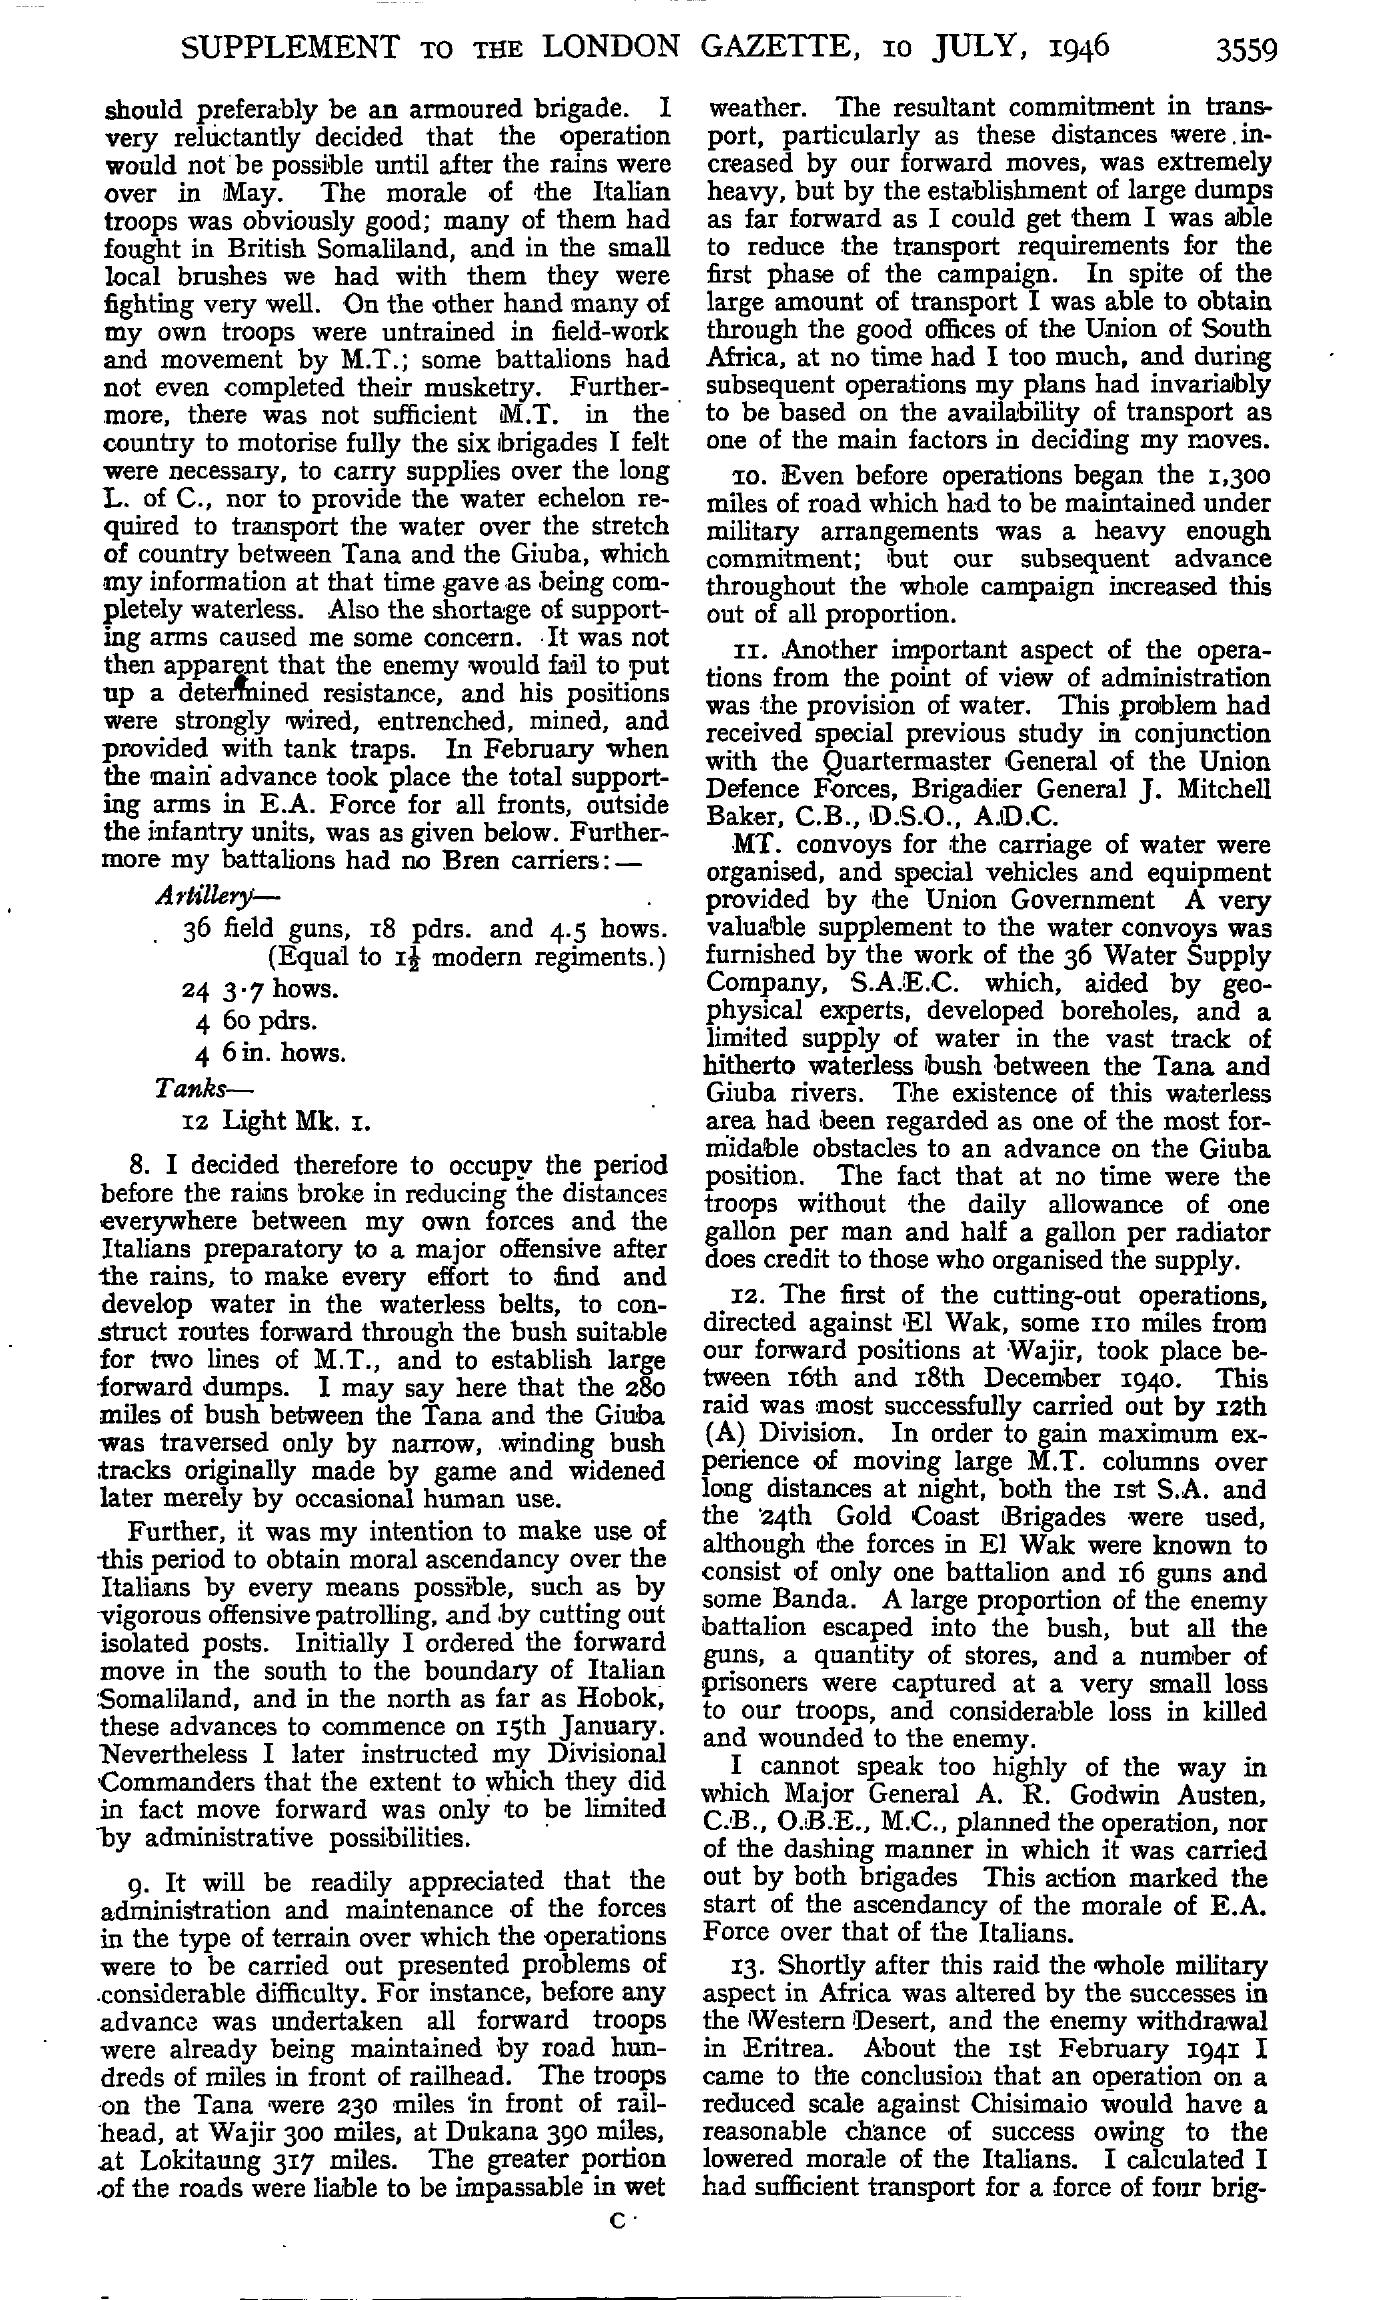 SUPPLEMENT TO THE LONDON GAZETTE, 10 JULY, 1946 3559
should preferably be an armoured brigade. I
very reluctantly decided that the operation
would not be possible until after the rains were
over in May. The morale of the Italian
troops was obviously good; many of them had
fought in British Somaliland, and in the small
local brushes we had with them they were
fighting very well. On the other hand many of
my own troops were untrained in field-work
and movement by M.T.; some battalions had
not even completed their musketry. Further-
more, there was not sufficient M.T. in the
country to motorise fully the six brigades I felt
were necessary, to carry supplies over the long
L. of C., nor to provide the water echelon re-
quired to transport the water over the stretch
of country between Tana and the Giuba, which
my information at that time gave as being com-
pletely waterless. Also the shortage of support-
ing arms caused me some concern. It was not
then apparent that the enemy would fail to put
up a determined resistance, and his positions
were strongly wired, entrenched, mined, and
provided with tank traps. In February when
the main advance took place the total support-
ing arms in E.A. Force for all fronts, outside
the infantry units, was as given below. Further-
more my battalions had no Bren carriers:—
Artillery—
36 field guns, 18 pdrs. and 4.5 hows.
(Equal to 1½ modern regiments.)
24 3·7 hows.
4 60 pdrs.
4 6 in. hows.
Tanks—
12 Light Mk. 1.
8. I decided therefore to occupy the period
before the rains broke in reducing the distances
everywhere between my own forces and the
Italians preparatory to a major offensive after
the rains, to make every effort to find and
develop water in the waterless belts, to con-
struct routes forward through the bush suitable
for two lines of M.T., and to establish large
forward dumps. I may say here that the 280
miles of bush between the Tana and the Giuba
was traversed only by narrow, winding bush
tracks originally made by game and widened
later merely by occasional human use.
Further, it was my intention to make use of
this period to obtain moral ascendancy over the
Italians by every means possible, such as by
vigorous offensive patrolling, and by cutting out
isolated posts. Initially I ordered the forward
move in the south to the boundary of Italian
Somaliland, and in the north as far as Hobok,
these advances to commence on 15th January.
Nevertheless I later instructed my Divisional
Commanders that the extent to which they did
in fact move forward was only to be limited
by administrative possibilities.
9. It will be readily appreciated that the
administration and maintenance of the forces
in the type of terrain over which the operations
were to be carried out presented problems of
considerable difficulty. For instance, before any
advance was undertaken all forward troops
were already being maintained by road hun-
dreds of miles in front of railhead. The troops
on the Tana were 230 miles in front of rail-
head, at Wajir 300 miles, at Dukana 390 miles,
at Lokitaung 317 miles. The greater portion
of the roads were liable to be impassable in wet
weather. The resultant commitment in trans-
port, particularly as these distances were in-
creased by our forward moves, was extremely
heavy, but by the establishment of large dumps
as far forward as I could get them I was able
to reduce the transport requirements for the
first phase of the campaign. In spite of the
large amount of transport I was able to obtain
through the good offices of the Union of South
Africa, at no time had I too much, and during
subsequent operations my plans had invariably
to be based on the availability of transport as
one of the main factors in deciding my moves.
10. Even before operations began the 1,300
miles of road which had to be maintained under
military arrangements was a heavy enough
commitment; but our subsequent advance
throughout the whole campaign increased this
out of all proportion.
11. Another important aspect of the opera-
tions from the point of view of administration
was the provision of water. This problem had
received special previous study in conjunction
with the Quartermaster General of the Union
Defence Forces, Brigadier General J. Mitchell
Baker, C.B., D.S.O., A.D.C.
MT. convoys for the carriage of water were
organised, and special vehicles and equipment
provided by the Union Government A very
valuable supplement to the water convoys was
furnished by the work of the 36 Water Supply
Company, S.A.E.C. which, aided by geo-
physical experts, developed boreholes, and a
limited supply of water in the vast track of
hitherto waterless bush between the Tana and
Giuba rivers. The existence of this waterless
area had been regarded as one of the most for-
midable obstacles to an advance on the Giuba
position. The fact that at no time were the
troops without the daily allowance of one
gallon per man and half a gallon per radiator
does credit to those who organised the supply.
12. The first of the cutting-out operations,
directed against El Wak, some 110 miles from
our forward positions at Wajir, took place be-
tween 16th and 18th December 1940. This
raid was most successfully carried out by 12th
(A) Division. In order to gain maximum ex-
perience of moving large M.T. columns over
long distances at night, both the 1st S.A. and
the 24th Gold Coast Brigades were used,
although the forces in El Wak were known to
consist of only one battalion and 16 guns and
some Banda. A large proportion of the enemy
battalion escaped into the bush, but all the
guns, a quantity of stores, and a number of
prisoners were captured at a very small loss
to our troops, and considerable loss in killed
and wounded to the enemy.
I cannot speak too highly of the way in
which Major General A. R. Godwin Austen,
C.B., O.B.E., M.C., planned the operation, nor
of the dashing manner in which it was carried
out by both brigades This action marked the
start of the ascendancy of the morale of E.A.
Force over that of the Italians.
13. Shortly after this raid the whole military
aspect in Africa was altered by the successes in
the Western Desert, and the enemy withdrawal
in Eritrea. About the 1st February 1941 I
came to the conclusion that an operation on a
reduced scale against Chisimaio would have a
reasonable chance of success owing to the
lowered morale of the Italians. I calculated I
had sufficient transport for a force of four brig-
C